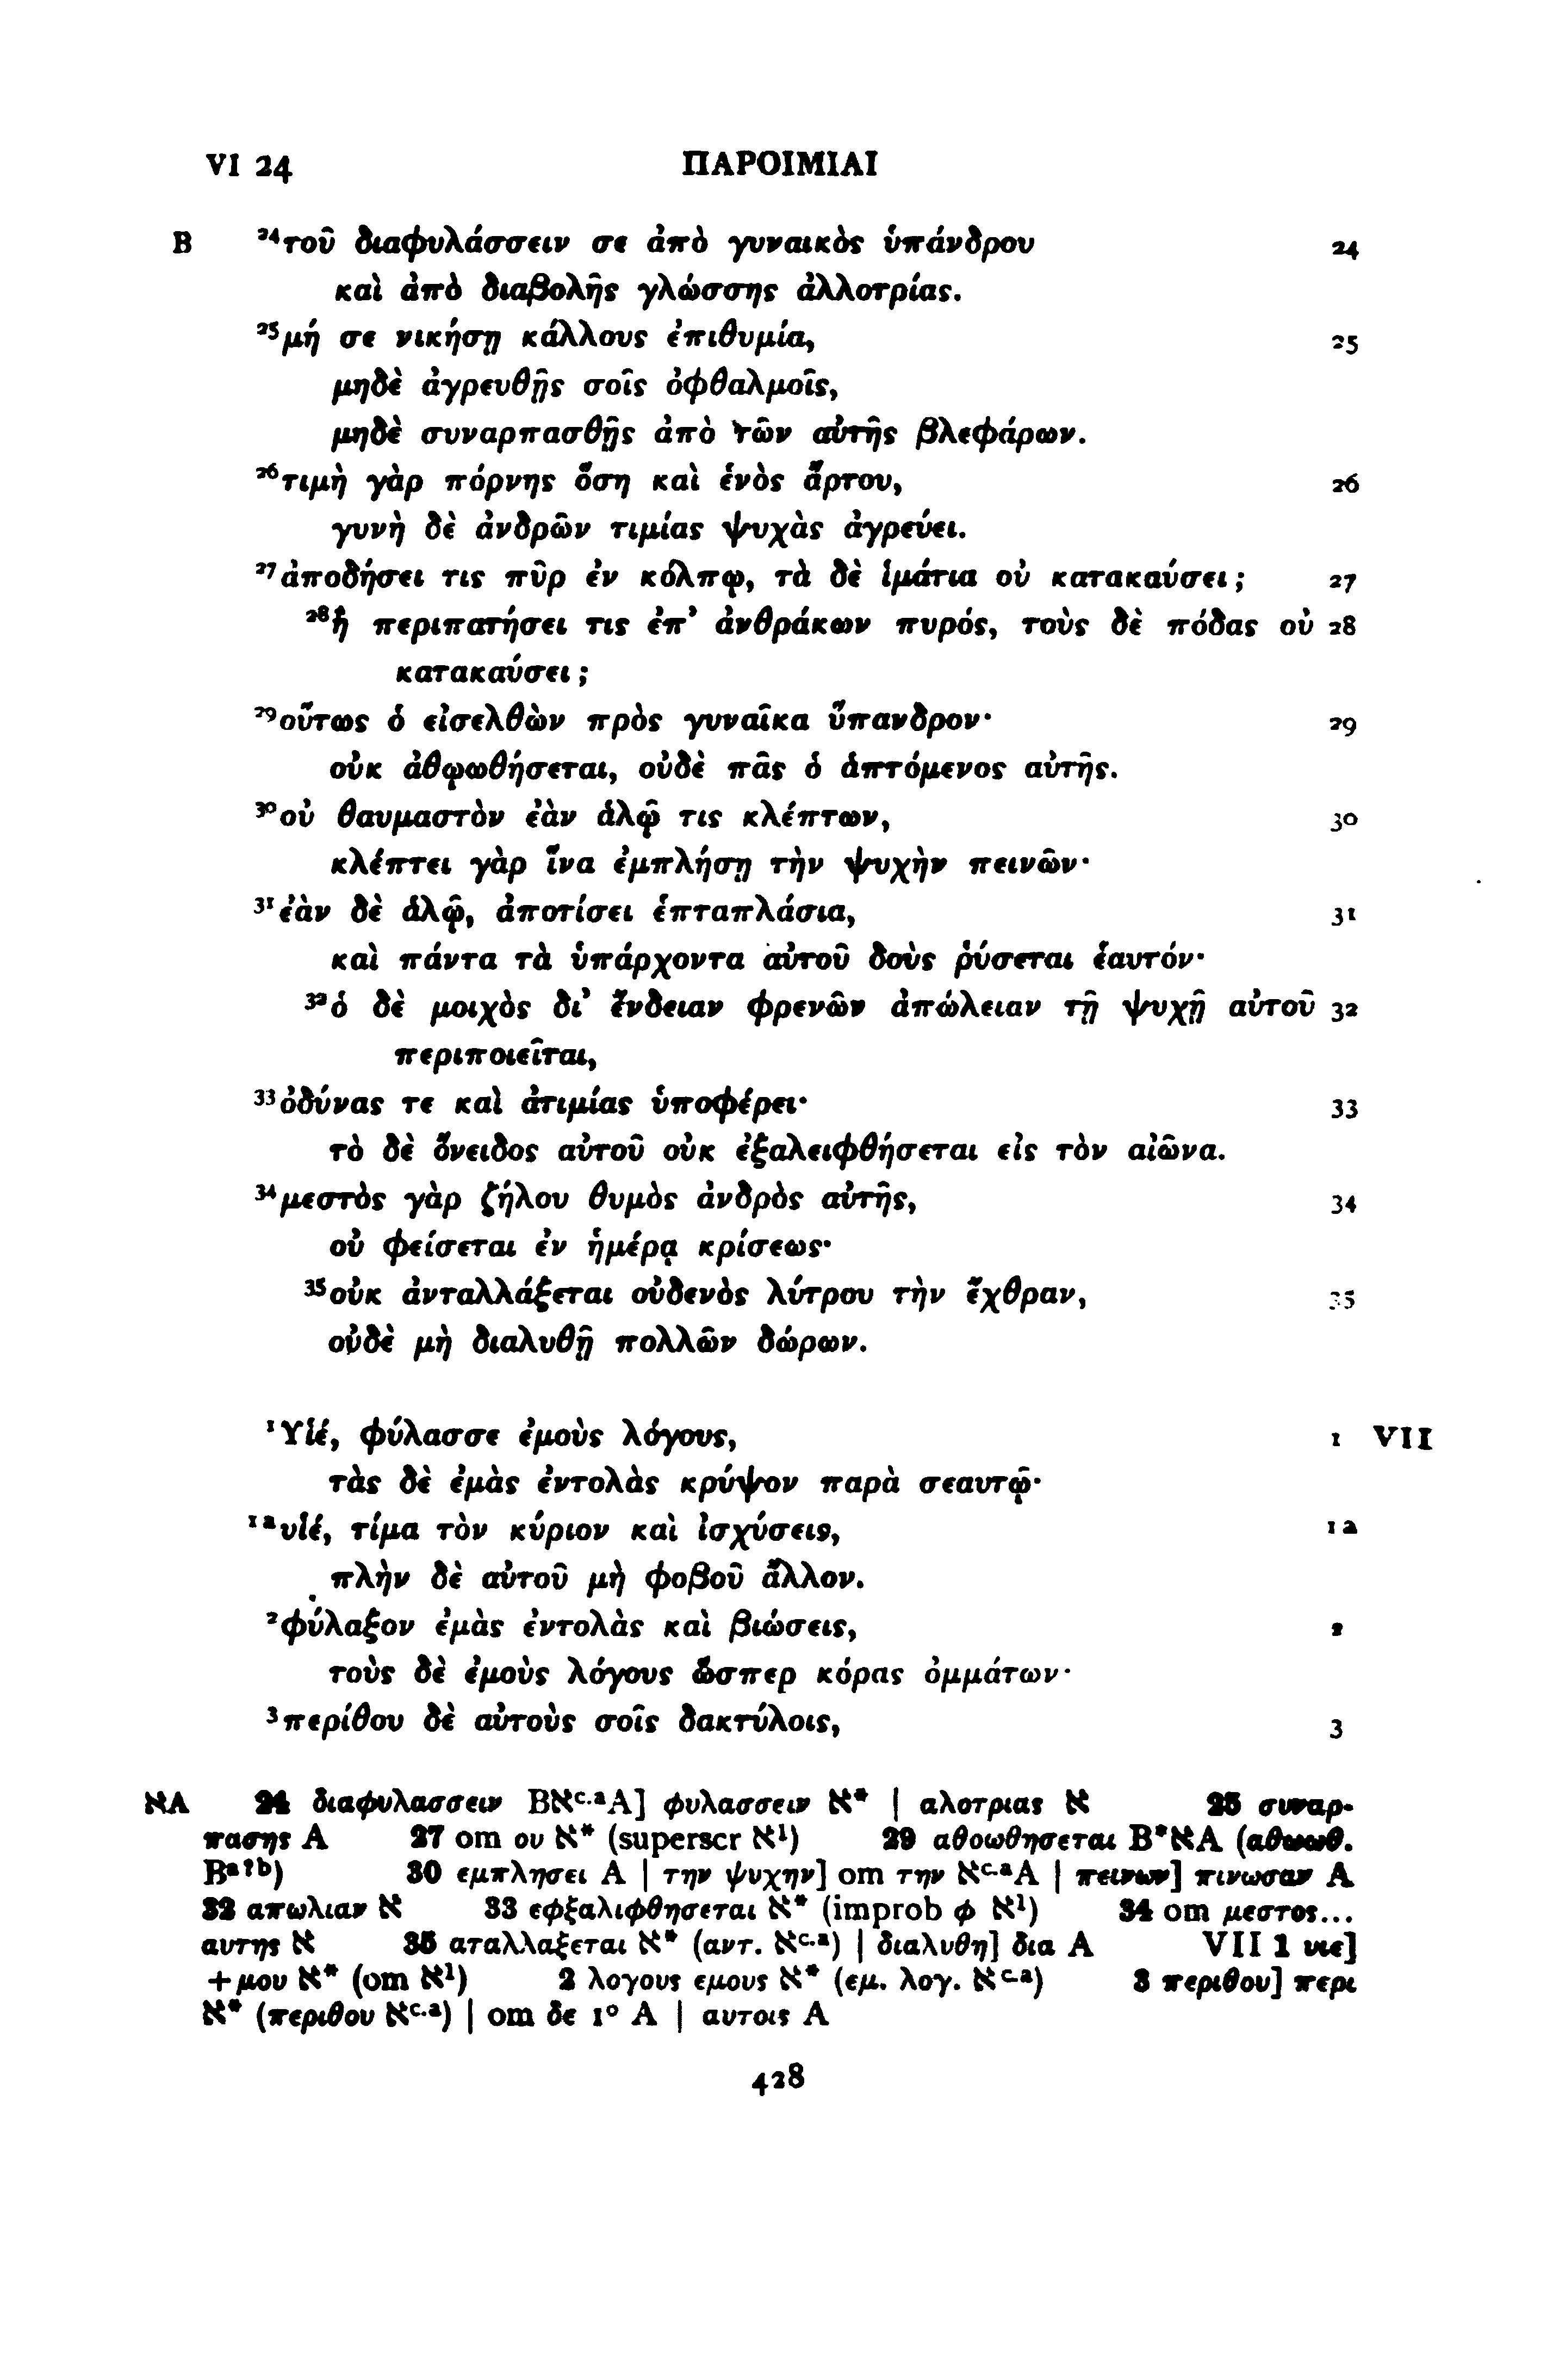 VI 24 ΠΑΡΟΙΜΙΑΙ
B ²⁴τοῦ διαφυλάσσειν σε ἀπὸ γυναικὸς ὑπάνδρου 24
καὶ ἀπὸ διαβολῆς γλώσσης ἀλλοτρίας.
²⁵μή σε νικήσῃ κάλλους ἐπιθυμία, 25
μηδὲ ἀγρευθῇς σοῖς ὀφθαλμοῖς,
μηδὲ συναρπασθῇς ἀπὸ τῶν αὐτῆς βλεφάρων.
²⁶τιμὴ γὰρ πόρνης ὅση καὶ ἑνὸς ἄρτου, 26
γυνὴ δὲ ἀνδρῶν τιμίας ψυχὰς ἀγρεύει.
²⁷ἀποδήσει τις πῦρ ἐν κόλπῳ, τὰ δὲ ἱμάτια οὐ κατακαύσει; 27
²⁸ἢ περιπατήσει τις ἐπ᾿ ἀνθράκων πυρός, τοὺς δὲ πόδας οὐ 28
κατακαύσει;
²⁹οὕτως ὁ εἰσελθὼν πρὸς γυναῖκα ὕπανδρον· 29
οὐκ ἀθῳωθήσεται, οὐδὲ πᾶς ὁ ἁπτόμενος αὐτῆς.
³⁰οὐ θαυμαστὸν ἐὰν ἁλῷ τις κλέπτων, 30
κλέπτει γὰρ ἵνα ἐμπλήσῃ τὴν ψυχὴν πεινῶν·
³¹ἐὰν δὲ ἁλῷ, ἀποτίσει ἑπταπλάσια, 31
καὶ πάντα τὰ ὑπάρχοντα αὐτοῦ δοὺς ῥύσεται ἑαυτόν·
³²ὁ δὲ μοιχὸς δι᾿ ἔνδειαν φρενῶν ἀπώλειαν τῇ ψυχῇ αὐτοῦ 32
περιποιεῖται,
³³ὀδύνας τε καὶ ἀτιμίας ὑποφέρει· 33
τὸ δὲ ὄνειδος αὐτοῦ οὐκ ἐξαλειφθήσεται εἰς τὸν αἰῶνα.
³⁴μεστὸς γὰρ ζήλου θυμὸς ἀνδρὸς αὐτῆς, 34
οὐ φείσεται ἐν ἡμέρᾳ κρίσεως·
³⁵οὐκ ἀνταλλάξεται οὐδενὸς λύτρου τὴν ἔχθραν, 35
οὐδὲ μὴ διαλυθῇ πολλῶν δώρων.
¹Υἱέ, φύλασσε ἐμοὺς λόγους, 1 VII
τὰς δὲ ἐμὰς ἐντολὰς κρύψον παρὰ σεαυτῷ·
¹ᵃυἱέ, τίμα τὸν κύριον καὶ ἰσχύσεις, 1a
πλὴν δὲ αὐτοῦ μὴ φοβοῦ ἄλλον.
²φύλαξον ἐμὰς ἐντολὰς καὶ βιώσεις, 2
τοὺς δὲ ἐμοὺς λόγους ὥσπερ κόρας ὀμμάτων·
³περίθου δὲ αὐτοὺς σοῖς δακτύλοις, 3
אA 24 διαφυλασσειν Bאᶜ·ᵃA] φυλασσειν א* | αλοτριας א 25 συναρ-
πασης A 27 om ου א* (superscr א¹) 29 αθοωθησεται B*אA (αθωωθ.
Bᵃ?ᵇ) 30 εμπλησει A | την ψυχην] om την אᶜ·ᵃA | πεινων] πινωσαν A
32 απωλιαν א 33 εφξαλιφθησεται א* (improb φ א¹) 34 om μεστος...
αυτης א 35 αταλλαξεται א* (αντ. אᶜ·ᵃ) | διαλυθη] δια A VII 1 υιε]
+μου א* (om א¹) 2 λογους εμους א* (εμ. λογ. אᶜ·ᵃ) 3 περιθου] περι
א* (περιθου אᶜ·ᵃ) | om δε 1° A | αυτοις A
428